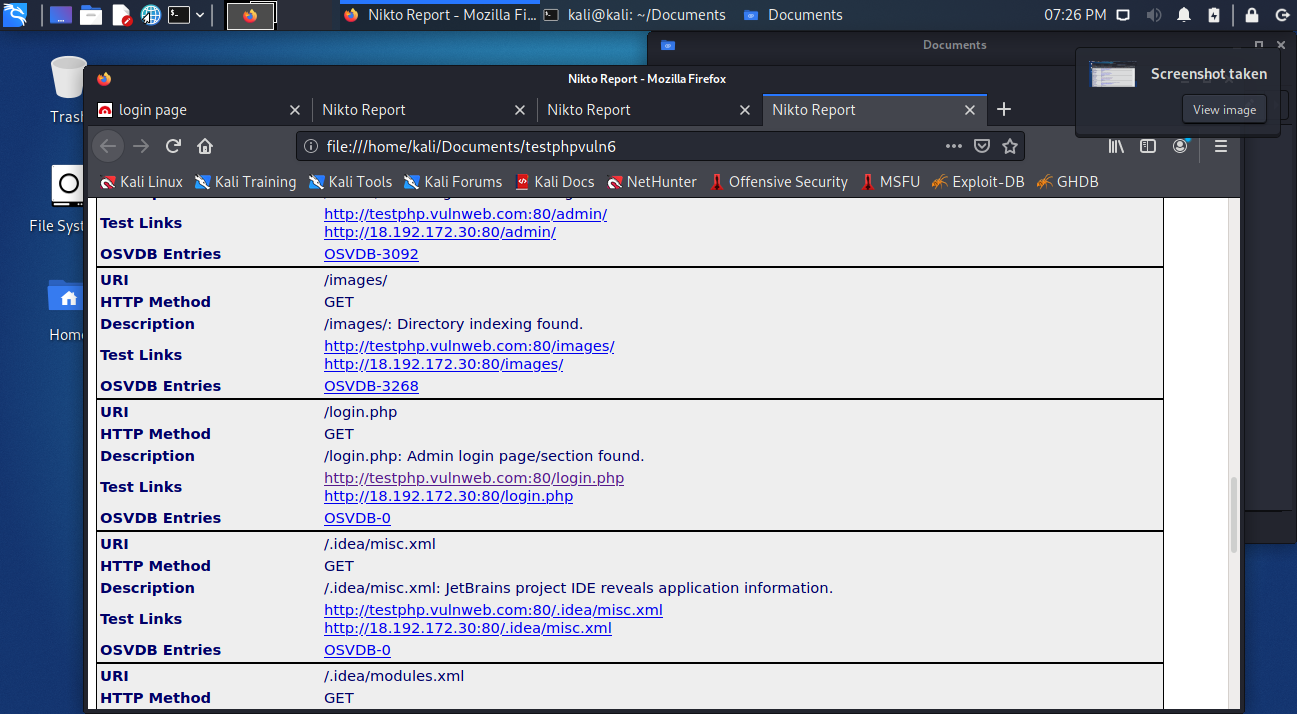 Nikto Report - Mozilla Fi...
kali@kali: ~/Documents
Documents
07:26 PM
Documents
Screenshot taken
View image
Trash
File Syst
Home
Nikto Report - Mozilla Firefox
login page
Nikto Report
Nikto Report
Nikto Report
file:///home/kali/Documents/testphpvuln6
Kali Linux
Kali Training
Kali Tools
Kali Forums
Kali Docs
NetHunter
Offensive Security
MSFU
Exploit-DB
GHDB
Test Links
http://testphp.vulnweb.com:80/admin/
http://18.192.172.30:80/admin/
OSVDB Entries OSVDB-3092
URI /images/
HTTP Method GET
Description /images/: Directory indexing found.
Test Links
http://testphp.vulnweb.com:80/images/
http://18.192.172.30:80/images/
OSVDB Entries OSVDB-3268
URI /login.php
HTTP Method GET
Description /login.php: Admin login page/section found.
Test Links
http://testphp.vulnweb.com:80/login.php
http://18.192.172.30:80/login.php
OSVDB Entries OSVDB-0
URI /.idea/misc.xml
HTTP Method GET
Description /.idea/misc.xml: JetBrains project IDE reveals application information.
Test Links
http://testphp.vulnweb.com:80/.idea/misc.xml
http://18.192.172.30:80/.idea/misc.xml
OSVDB Entries OSVDB-0
URI /.idea/modules.xml
HTTP Method GET